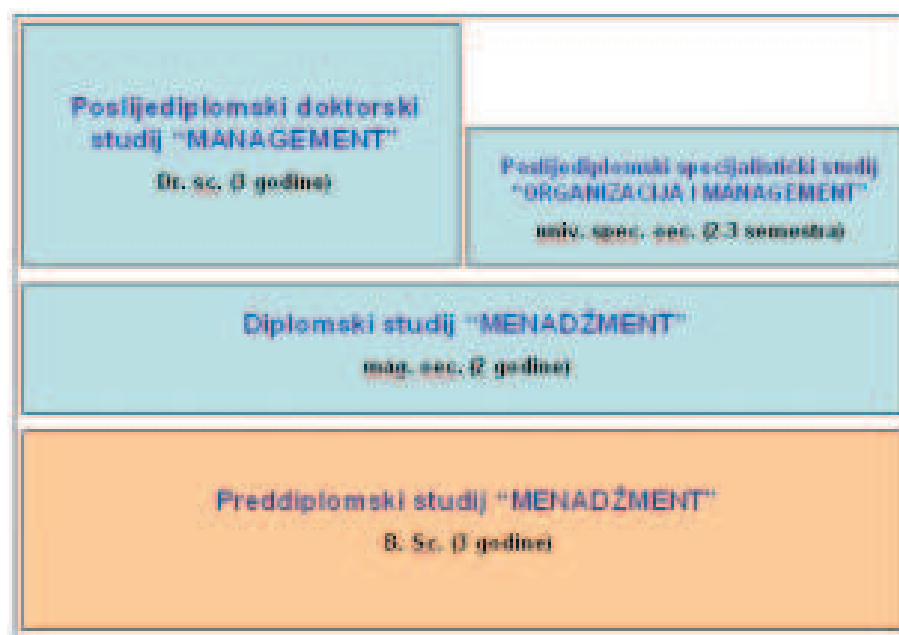 Poslijediplomski doktorski
studij “MANAGEMENT”
Dr. sc. (3 godine)
Poslijediplomski specijalistički studij
“ORGANIZACIJA I MANAGEMENT”
univ. spec. oec. (2-3 semestra)
Diplomski studij “MENADŽMENT”
mag. oec. (2 godine)
Preddiplomski studij “MENADŽMENT”
B. Sc. (3 godine)